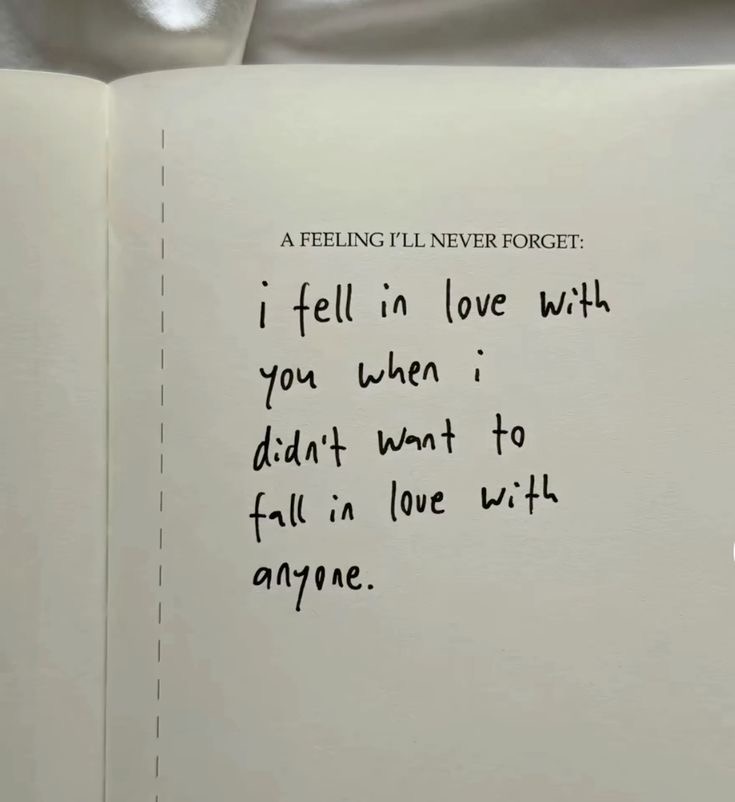 A FEELING I'LL NEVER FORGET:
i fell in love with
you when i
didn't want to
fall in love with
anyone.